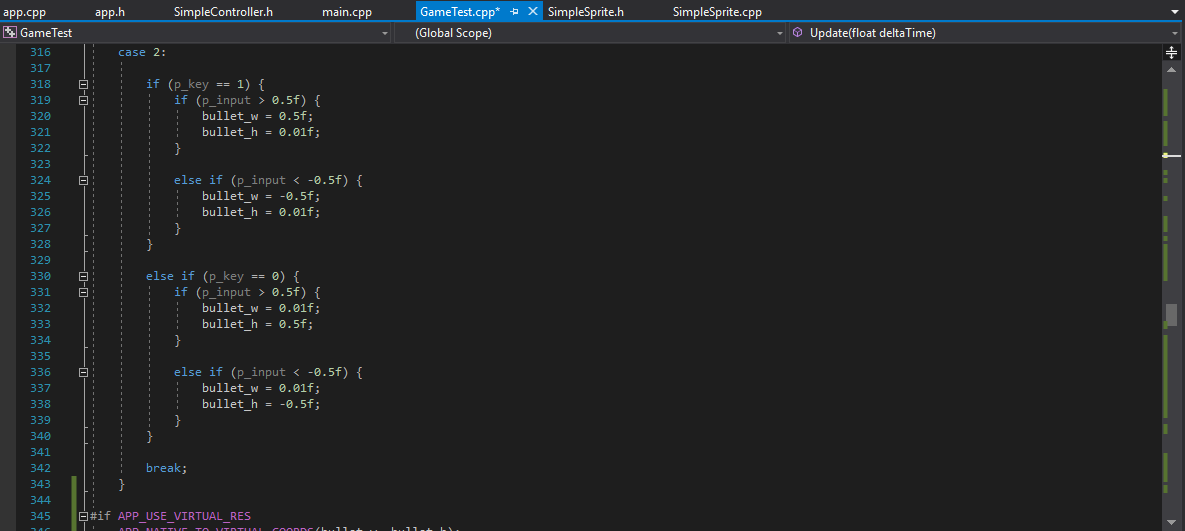 app.cpp app.h SimpleController.h main.cpp GameTest.cpp* SimpleSprite.h SimpleSprite.cpp
GameTest (Global Scope) Update(float deltaTime)
316 case 2:
317
318 if (p_key == 1) {
319 if (p_input > 0.5f) {
320 bullet_w = 0.5f;
321 bullet_h = 0.01f;
322 }
323
324 else if (p_input < -0.5f) {
325 bullet_w = -0.5f;
326 bullet_h = 0.01f;
327 }
328 }
329
330 else if (p_key == 0) {
331 if (p_input > 0.5f) {
332 bullet_w = 0.01f;
333 bullet_h = 0.5f;
334 }
335
336 else if (p_input < -0.5f) {
337 bullet_w = 0.01f;
338 bullet_h = -0.5f;
339 }
340 }
341
342 break;
343 }
344
345 #if APP_USE_VIRTUAL_RES